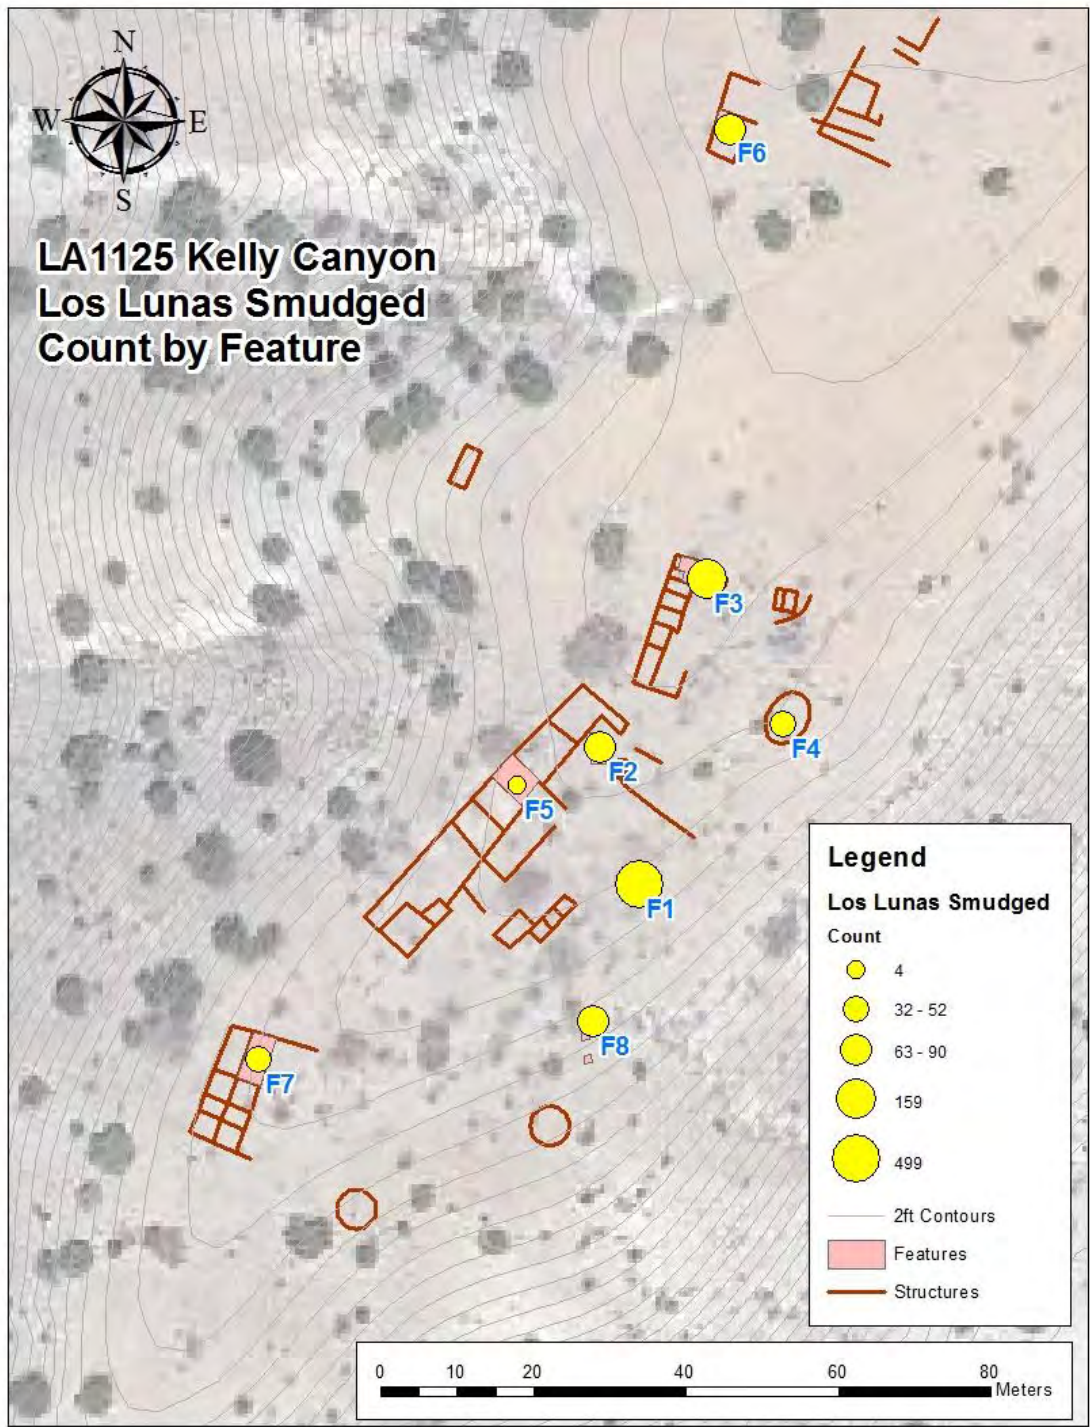 N
W E
S
LA1125 Kelly Canyon
Los Lunas Smudged
Count by Feature
F6
F3
F4
F2
F5
F1
F8
F7
Legend
Los Lunas Smudged
Count
4
32 - 52
63 - 90
159
499
2ft Contours
Features
Structures
0 10 20 40 60 80
Meters